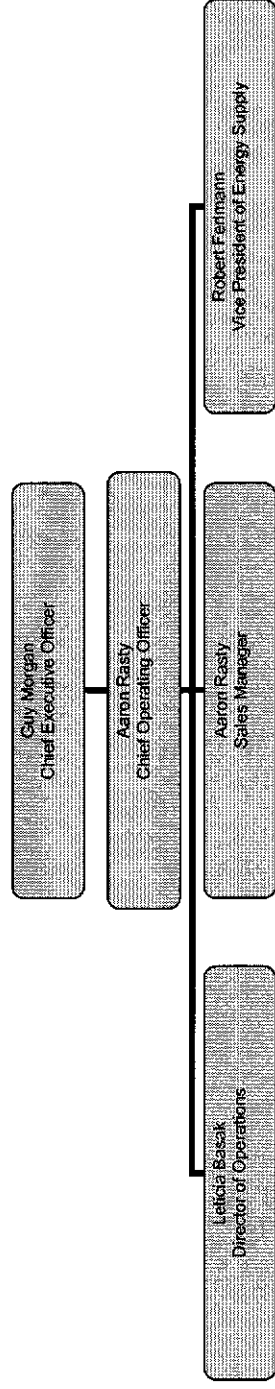 Guy Morgan
Chief Executive Officer
Aaron Rasty
Chief Operating Officer
Leticia Basak
Director of Operations
Aaron Rasty
Sales Manager
Robert Ferlmann
Vice President of Energy Supply